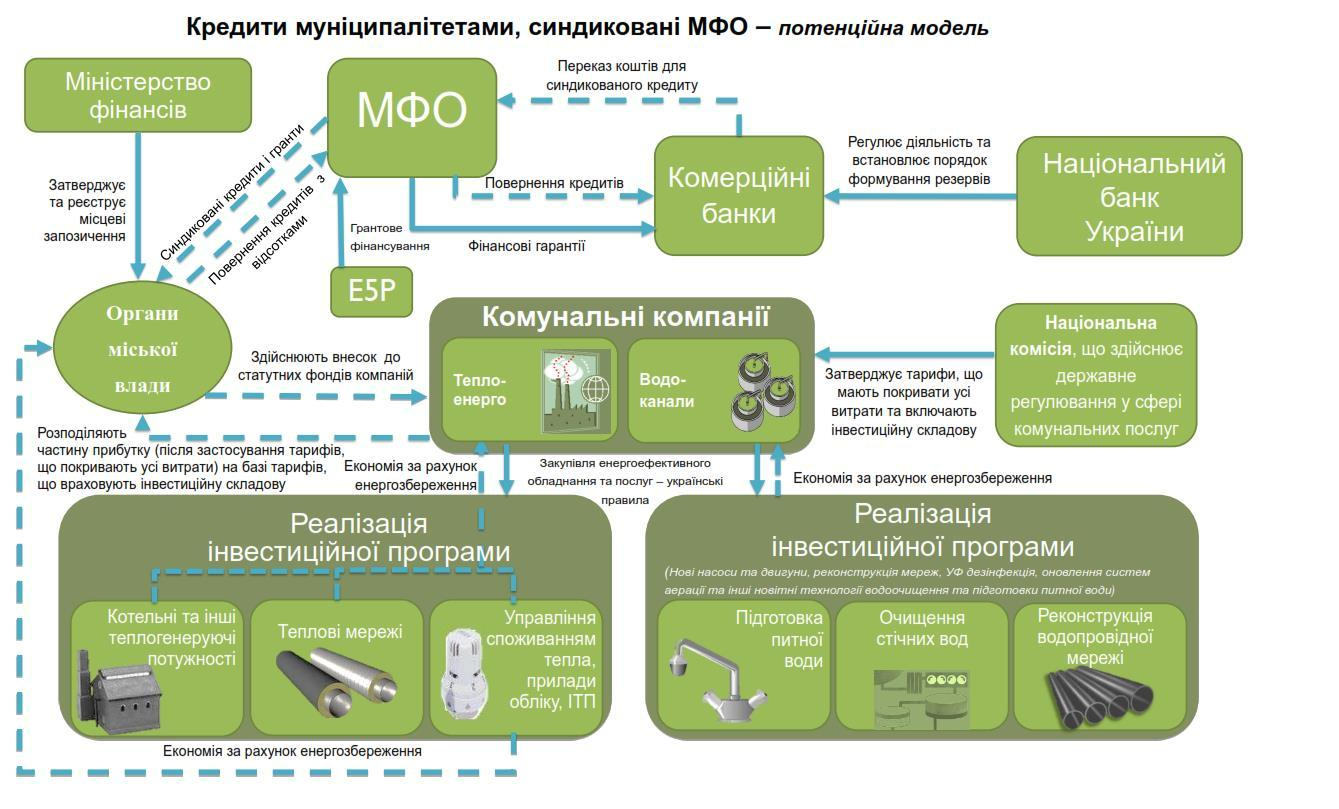 Кредити муніципалітетами, синдиковані МФО – потенційна модель
Міністерство
фінансів
МФО
Переказ коштів для
синдикованого кредиту
Комерційні
банки
Регулює діяльність та
встановлює порядок
формування резервів
Національний
банк
України
Затверджує
та реєструє
місцеві
запозичення
Синдиковані кредити і гранти
Повернення кредитів з
відсотками
Грантове
фінансування
Повернення кредитів
Фінансові гарантії
E5P
Органи
міської
влади
Здійснюють внесок до
статутних фондів компаній
Комунальні компанії
Тепло-
енерго
Водо-
канали
Затверджує тарифи, що
мають покривати усі
витрати та включають
інвестиційну складову
Національна
комісія, що здійснює
державне
регулювання у сфері
комунальних послуг
Розподіляють
частину прибутку (після застосування тарифів,
що покривають усі витрати) на базі тарифів,
що враховують інвестиційну складову
Економія за рахунок
енергозбереження
Закупівля енергоефективного
обладнання та послуг – українські
правила
Економія за рахунок енергозбереження
Реалізація
інвестиційної програми
Котельні та інші
теплогенеруючі
потужності
Теплові мережі
Управління
споживанням
тепла,
прилади
обліку, ІТП
Реалізація
інвестиційної програми
(Нові насоси та двигуни, реконструкція мереж, УФ дезінфекція, оновлення систем
аерації та інші новітні технології водоочищення та підготовки питної води)
Підготовка
питної
води
Очищення
стічних вод
Реконструкція
водопровідної
мережі
Економія за рахунок енергозбереження